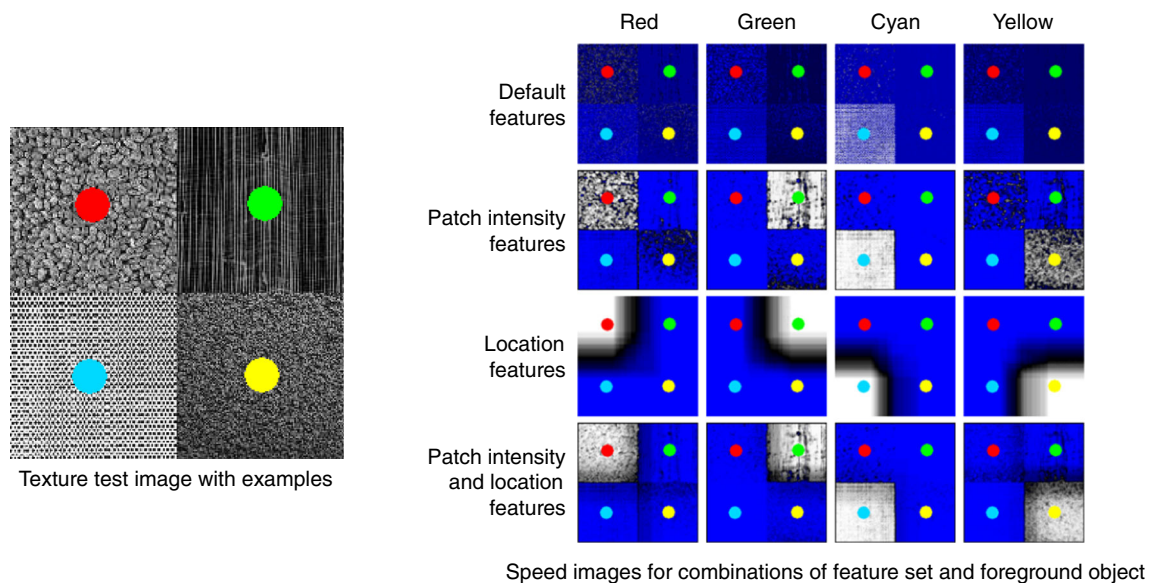 Red Green Cyan Yellow
Default
features
Patch intensity
features
Location
features
Patch intensity
and location
features
Texture test image with examples
Speed images for combinations of feature set and foreground object